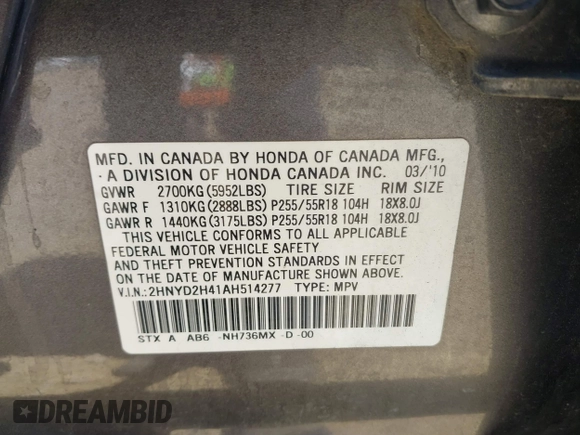 MFD. IN CANADA BY HONDA OF CANADA MFG.,
A DIVISION OF HONDA CANADA INC. 03/'10
GVWR 2700KG(5952LBS) TIRE SIZE RIM SIZE
GAWR F 1310KG(2888LBS)P255/55R18 104H 18X8.0J
GAWR R 1440KG(3175LBS)P255/55R18 104H 18X8.0J
THIS VEHICLE CONFORMS TO ALL APPLICABLE
FEDERAL MOTOR VEHICLE SAFETY
AND THEFT PREVENTION STANDARDS IN EFFECT
ON THE DATE OF MANUFACTURE SHOWN ABOVE.
V.I.N.:2HNYD2H41AH514277 TYPE: MPV
STX A AB6 -NH736MX -D -00
DREAMBID